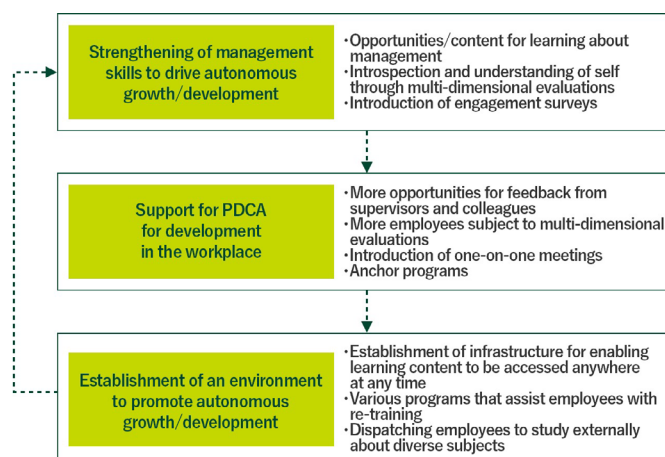 Strengthening of management
skills to drive autonomous
growth/development
・Opportunities/content for learning about
management
・Introspection and understanding of self
through multi-dimensional evaluations
・Introduction of engagement surveys
Support for PDCA
for development
in the workplace
・More opportunities for feedback from
supervisors and colleagues
・More employees subject to multi-dimensional
evaluations
・Introduction of one-on-one meetings
・Anchor programs
Establishment of an environment
to promote autonomous
growth/development
・Establishment of infrastructure for enabling
learning content to be accessed anywhere
at any time
・Various programs that assist employees with
re-training
・Dispatching employees to study externally
about diverse subjects